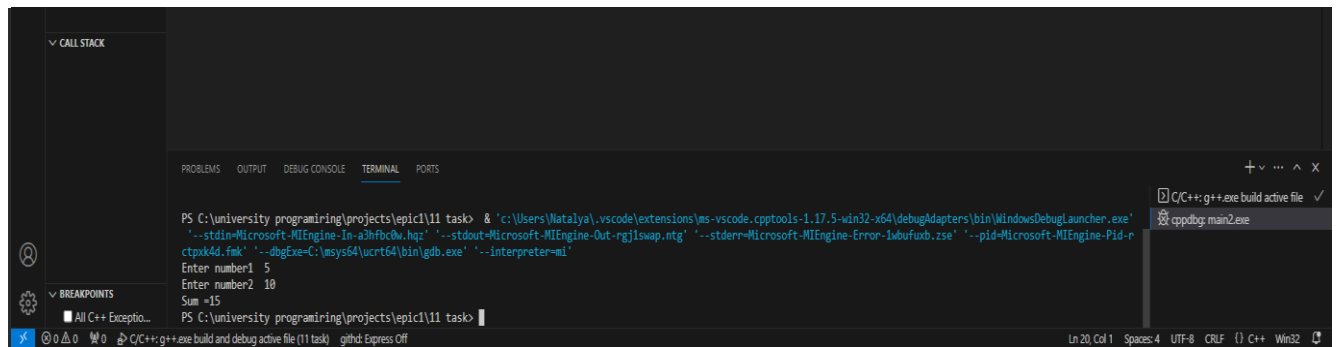 CALL STACK
PROBLEMS OUTPUT DEBUG CONSOLE TERMINAL PORTS
PS C:\university programiring\projects\epic1\11 task> & 'c:\Users\Natalya\.vscode\extensions\ms-vscode.cpptools-1.17.5-win32-x64\debugAdapters\bin\WindowsDebugLauncher.exe'
'--stdin=Microsoft-MIEngine-In-a3hfbc0w.hqz' '--stdout=Microsoft-MIEngine-Out-rgj1swap.ntg' '--stderr=Microsoft-MIEngine-Error-1wbufuxb.zse' '--pid=Microsoft-MIEngine-Pid-r
ctpxk4d.fmk' '--dbgExe=C:\msys64\ucrt64\bin\gdb.exe' '--interpreter=mi'
Enter number1 5
Enter number2 10
Sum =15
PS C:\university programiring\projects\epic1\11 task>
C/C++: g++.exe build active file
cppdbg: main2.exe
BREAKPOINTS
All C++ Exceptio...
0 0 0 C/C++: g++.exe build and debug active file (11 task) githd: Express Off Ln 20, Col 1 Spaces: 4 UTF-8 CRLF {} C++ Win32